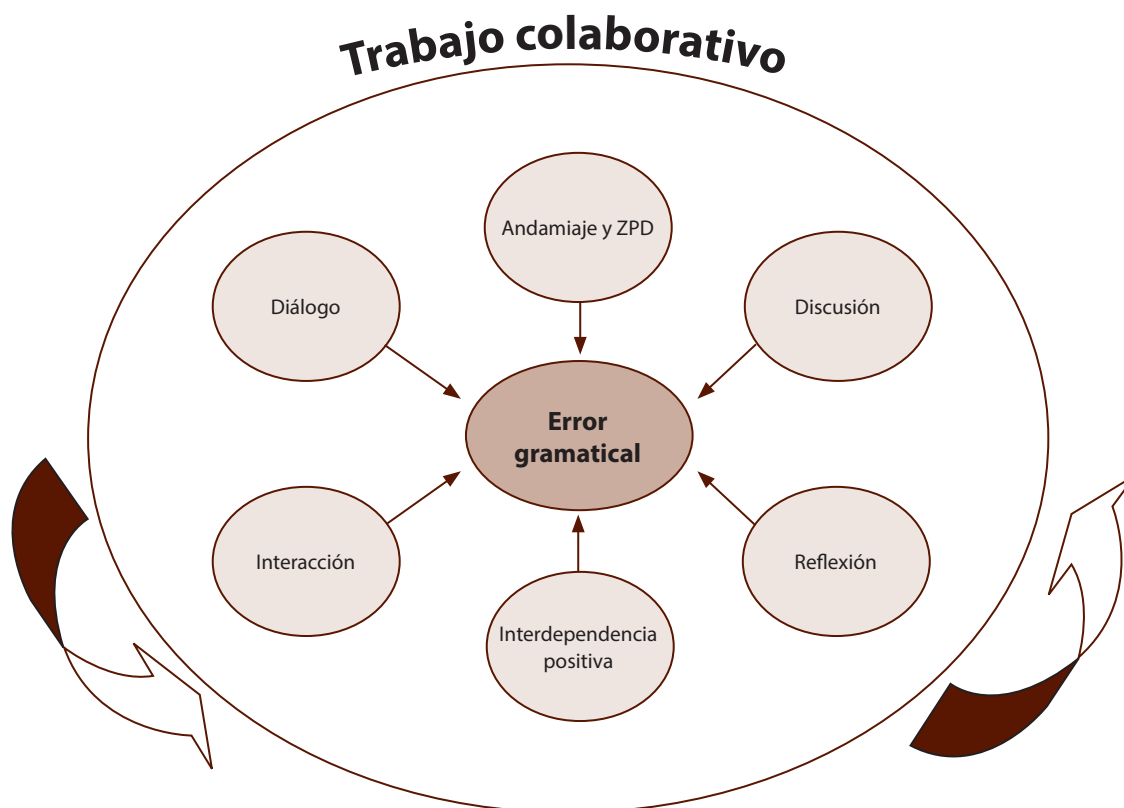 Trabajo colaborativo
Andamiaje y ZPD
Diálogo
Discusión
Error
gramatical
Interacción
Reflexión
Interdependencia
positiva